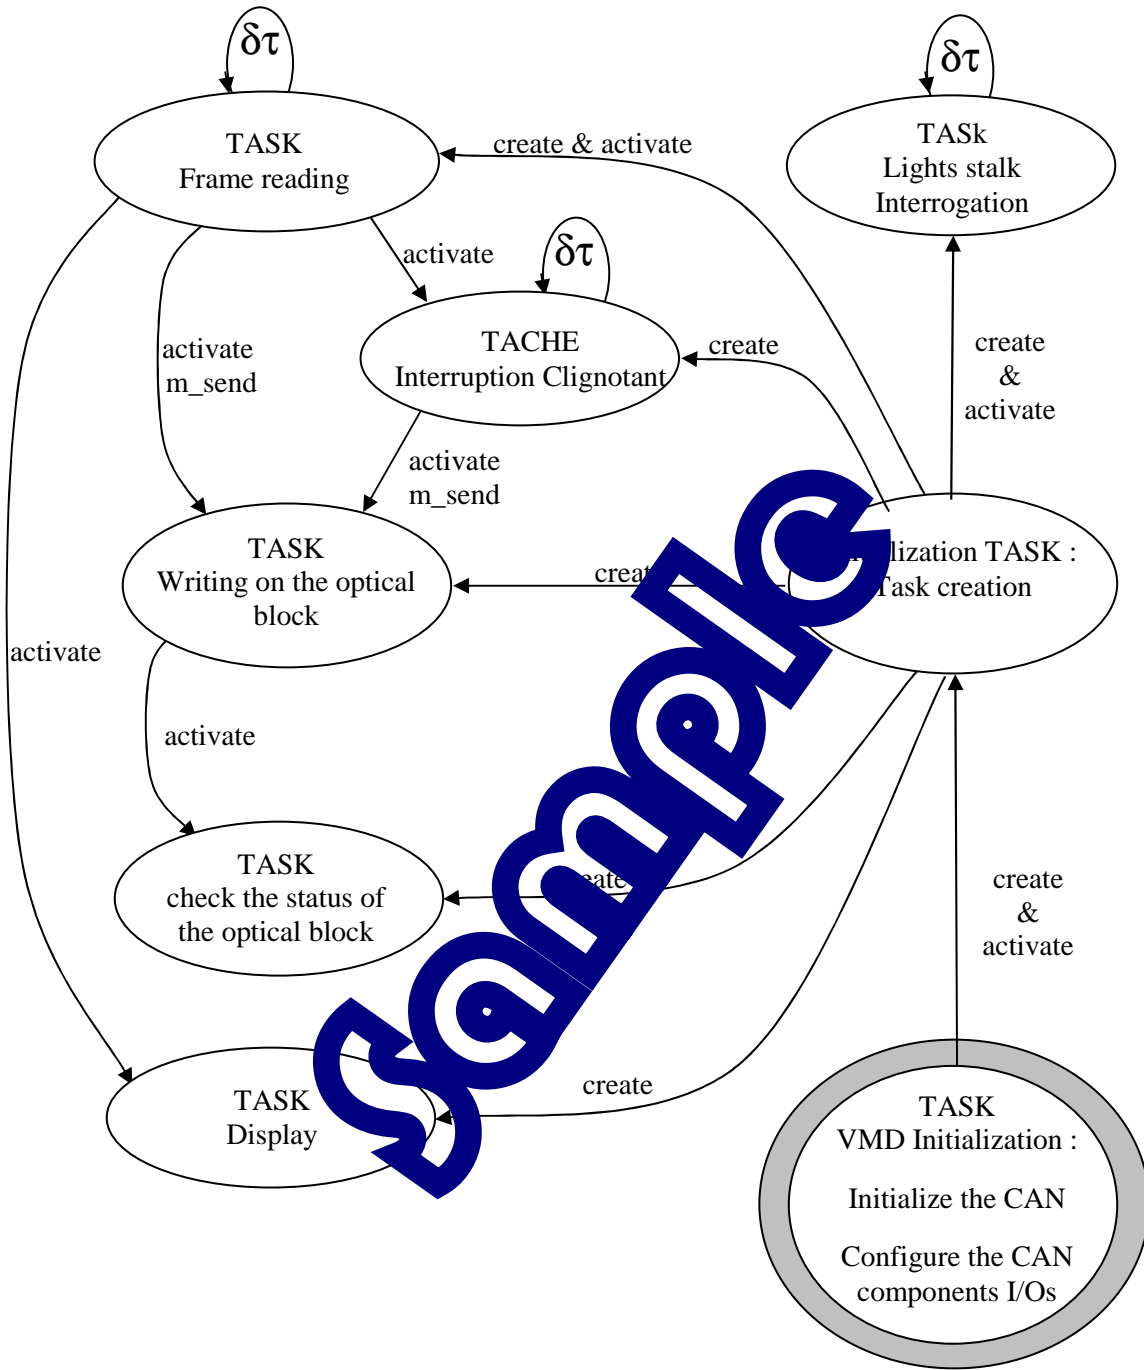 δτ
δτ
TASK
Frame reading
create & activate
TASk
Lights stalk
Interrogation
activate
δτ
TACHE
Interruption Clignotant
create
create
&
activate
activate
m_send
activate
m_send
TASK
Writing on the optical
block
TASK :
Task creation
activate
activate
TASK
check the status of
the optical block
create
&
activate
TASK
Display
create
TASK
VMD Initialization :
Initialize the CAN
Configure the CAN
components I/Os
Sample